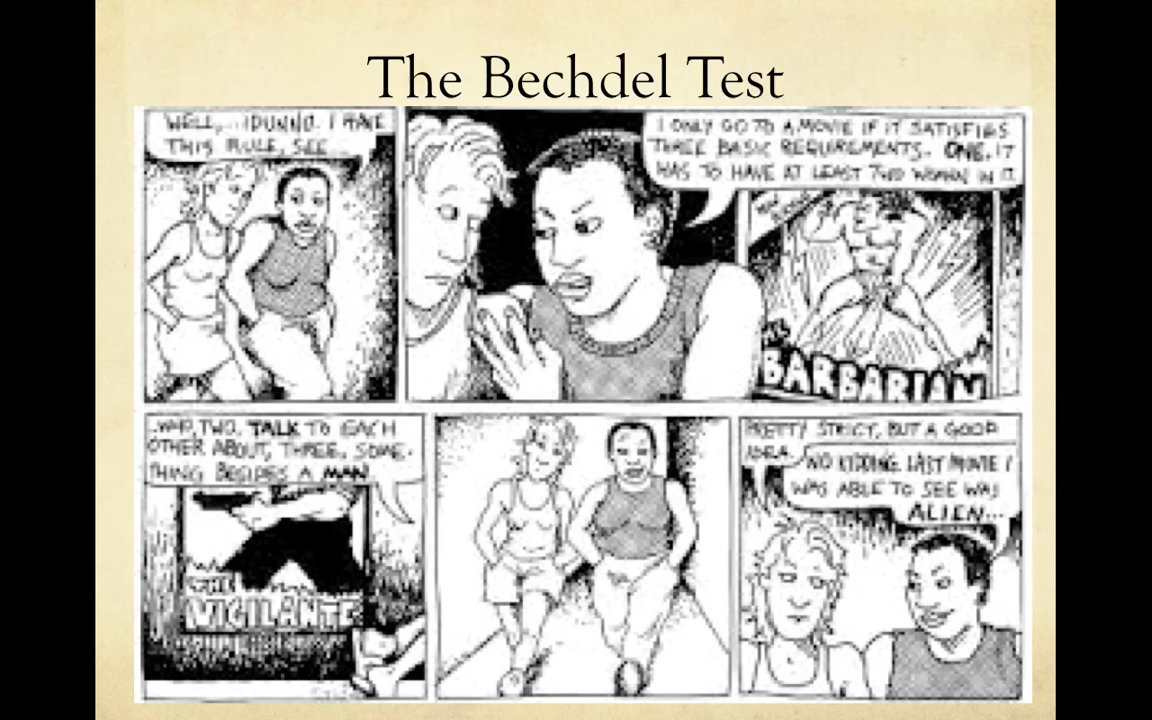 The Bechdel Test
WELL,... I DUNNO. I HAVE
THIS RULE, SEE...
I ONLY GO TO A MOVIE IF IT SATISFIES
THREE BASIC REQUIREMENTS. ONE, IT
HAS TO HAVE AT LEAST TWO WOMEN IN IT
BARBARIAN
...WHO, TWO, TALK TO EACH
OTHER ABOUT, THREE, SOME-
THING BESIDES A MAN
THE
VIGILANTE
PRETTY STRICT, BUT A GOOD
IDEA.
NO KIDDING. LAST MOVIE I
WAS ABLE TO SEE WAS
ALIEN...